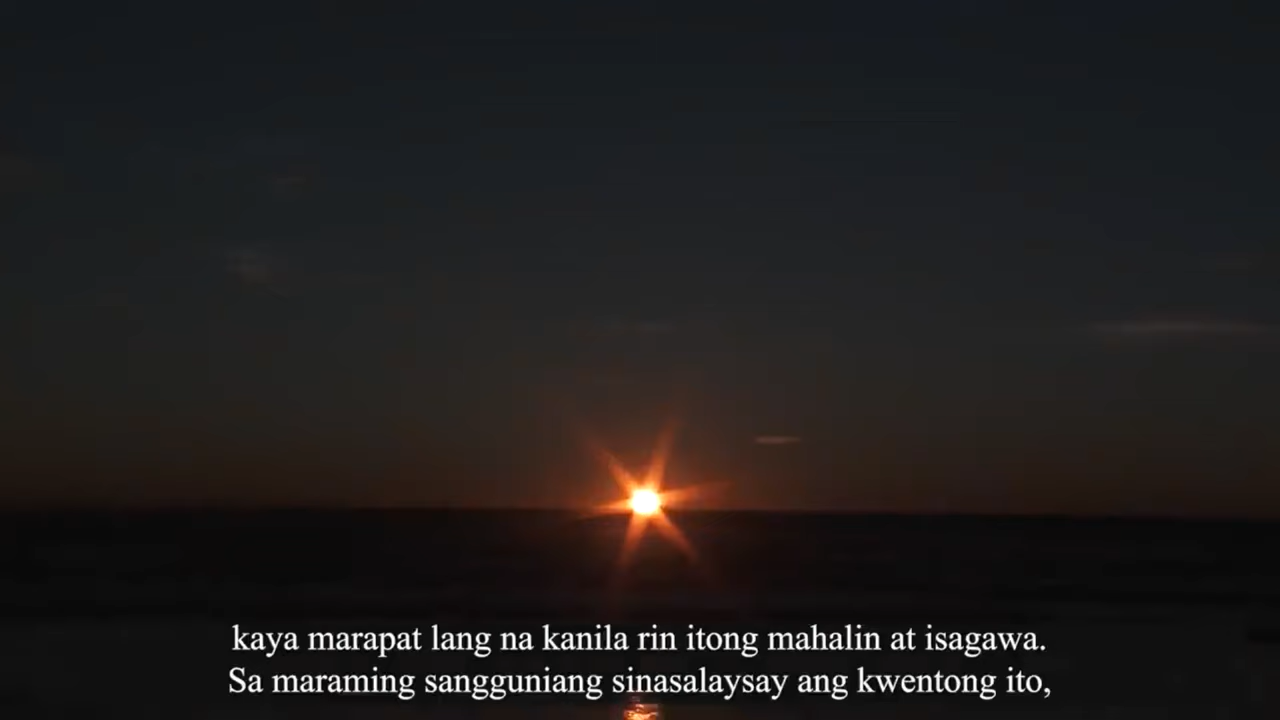 kaya marapat lang na kanila rin itong mahalin at isagawa.
Sa maraming sangguniang sinasalaysay ang kwentong ito,